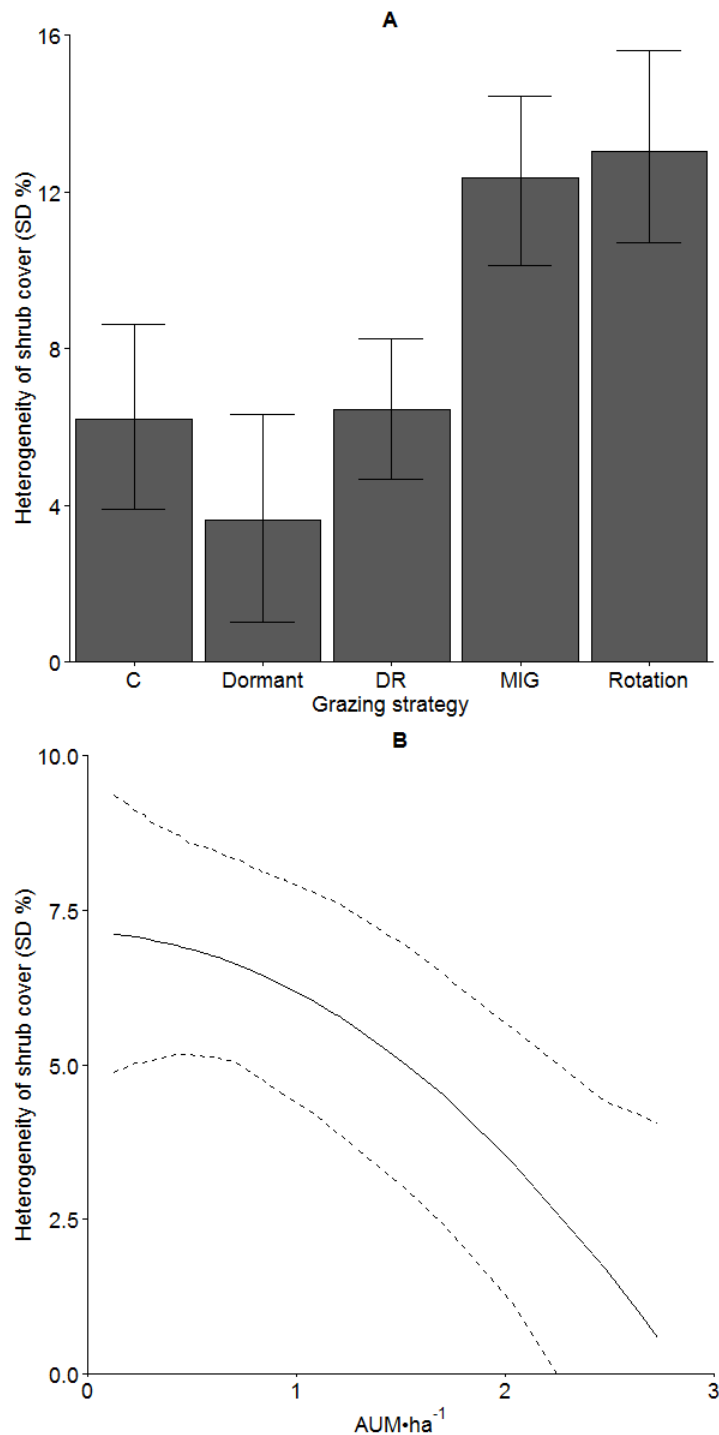 A
Heterogeneity of shrub cover (SD %)
16
12
8
4
0
C Dormant DR MIG Rotation
Grazing strategy
B
Heterogeneity of shrub cover (SD %)
10.0
7.5
5.0
2.5
0.0
0 1 2 3
AUM•ha⁻¹